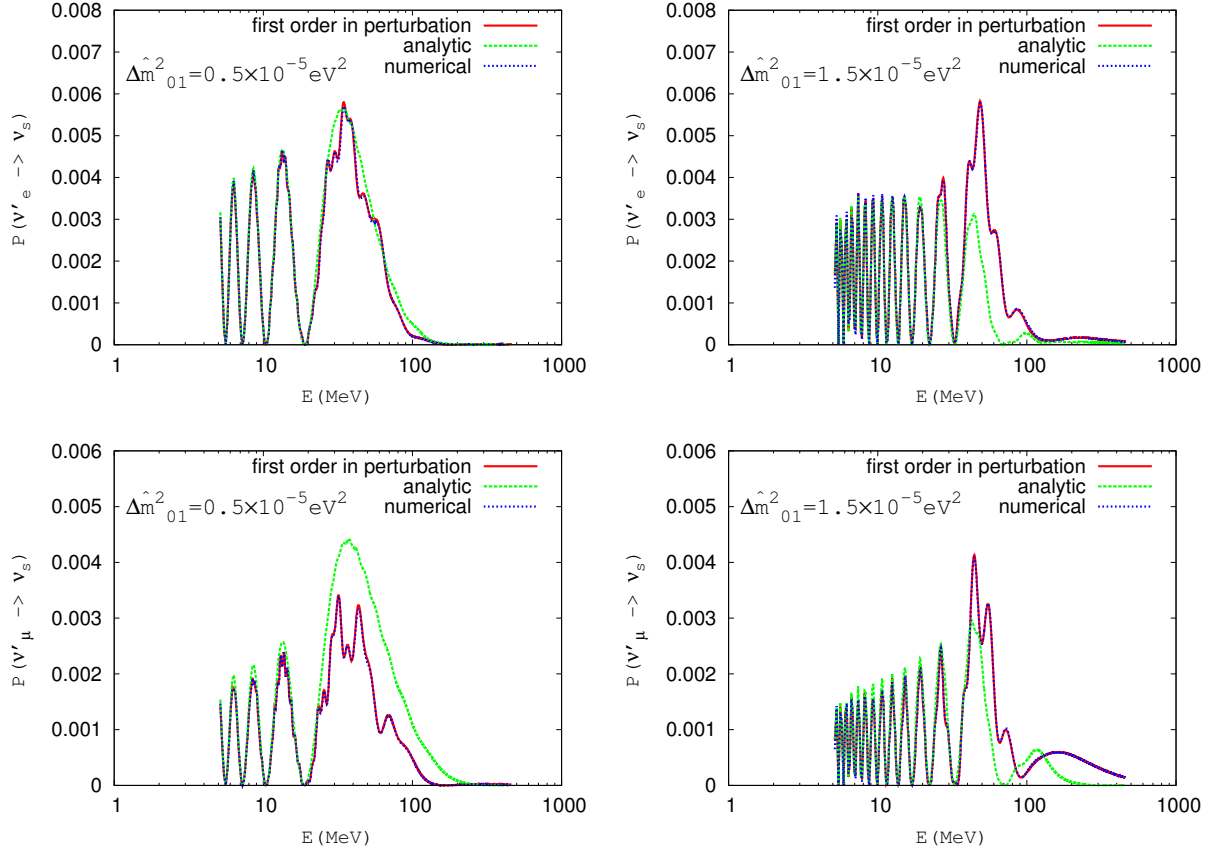 0.008
0.007
0.006
0.005
0.004
0.003
0.002
0.001
0
1
10
100
1000
P(ν′e -> νs)
E(MeV)
first order in perturbation
analytic
numerical
Δm̂²₀₁=0.5×10⁻⁵eV²
0.008
0.007
0.006
0.005
0.004
0.003
0.002
0.001
0
1
10
100
1000
P(ν′e -> νs)
E(MeV)
first order in perturbation
analytic
numerical
Δm̂²₀₁=1.5×10⁻⁵eV²
0.006
0.005
0.004
0.003
0.002
0.001
0
1
10
100
1000
P(ν′μ -> νs)
E(MeV)
first order in perturbation
analytic
numerical
Δm̂²₀₁=0.5×10⁻⁵eV²
0.006
0.005
0.004
0.003
0.002
0.001
0
1
10
100
1000
P(ν′μ -> νs)
E(MeV)
first order in perturbation
analytic
numerical
Δm̂²₀₁=1.5×10⁻⁵eV²